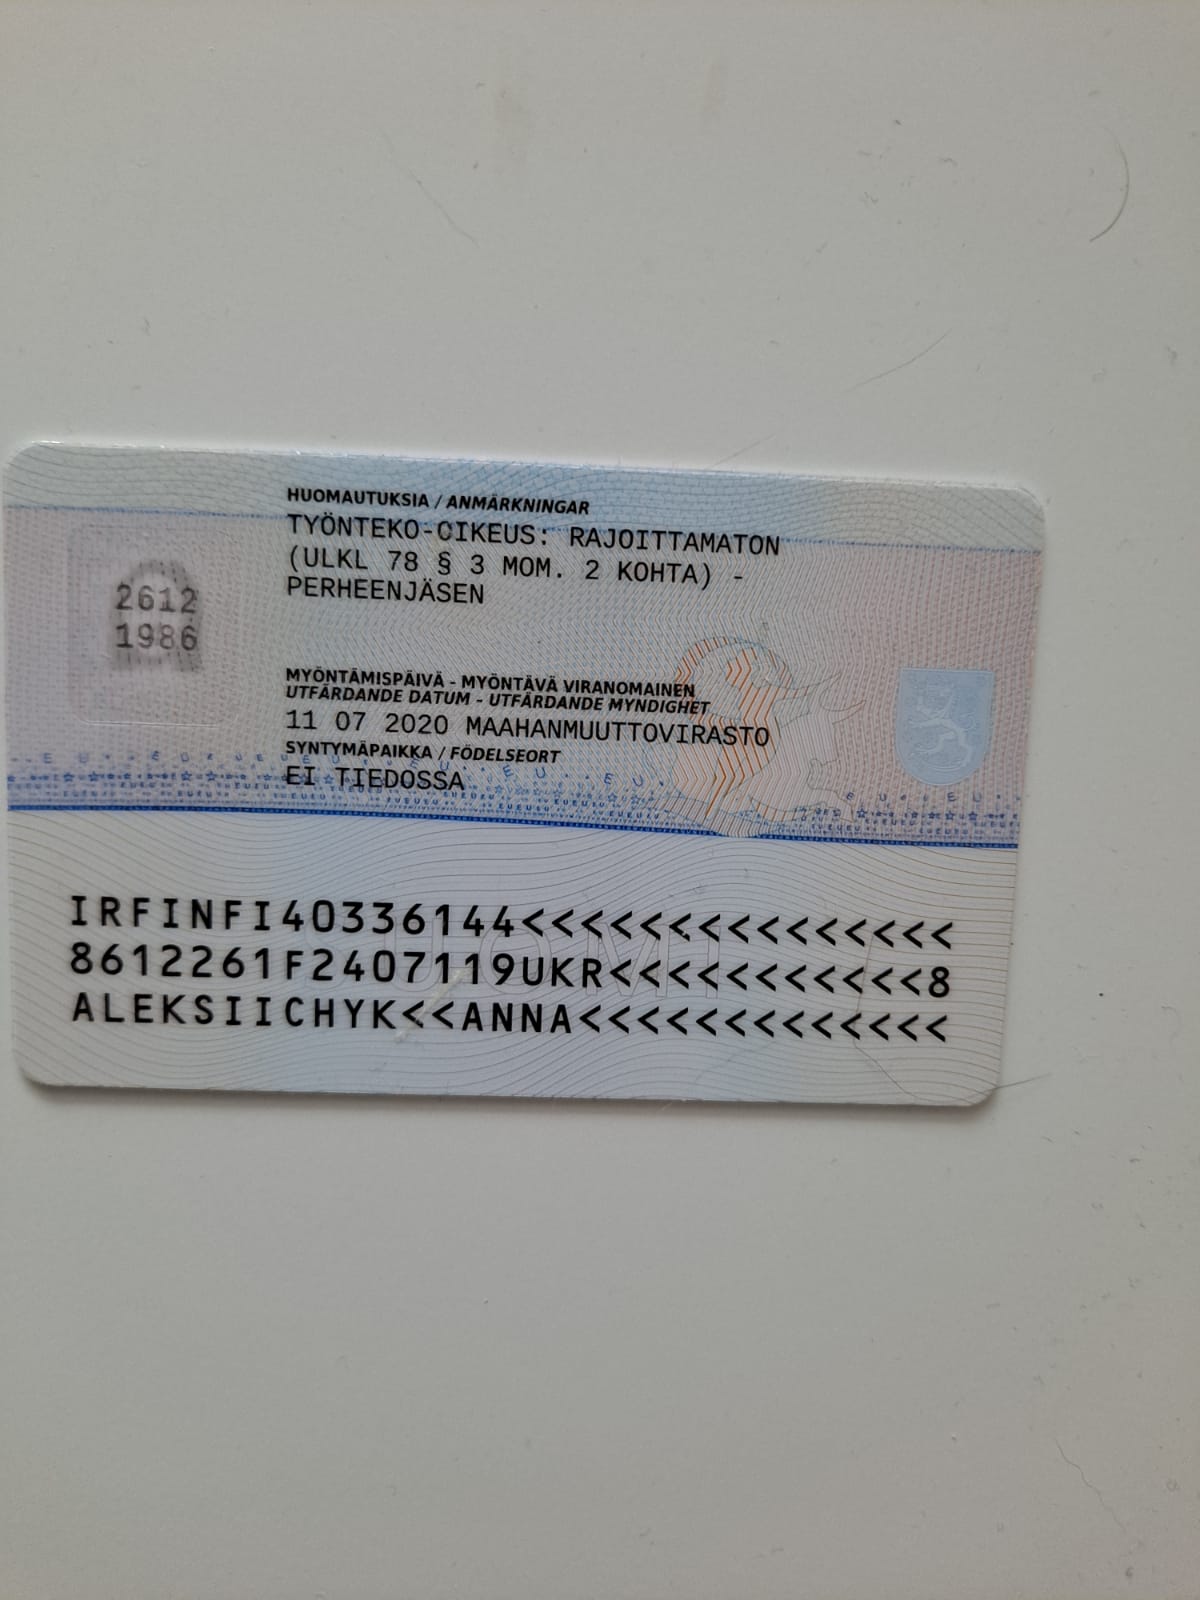 HUOMAUTUKSIA / ANMÄRKNINGAR
TYÖNTEKO-OIKEUS: RAJOITTAMATON
(ULKL 78 § 3 MOM. 2 KOHTA) -
PERHEENJÄSEN
2612
1986
MYÖNTÄMISPÄIVÄ - MYÖNTÄVÄ VIRANOMAINEN
UTFÄRDANDE DATUM - UTFÄRDANDE MYNDIGHET
11 07 2020 MAAHANMUUTTOVIRASTO
SYNTYMÄPAIKKA / FÖDELSEORT
EI TIEDOSSA
IRFINFI40336144<<<<<<<<<<<<<<<
8612261F2407119UKR<<<<<<<<<<<8
ALEKSIICHYK<<ANNA<<<<<<<<<<<<<